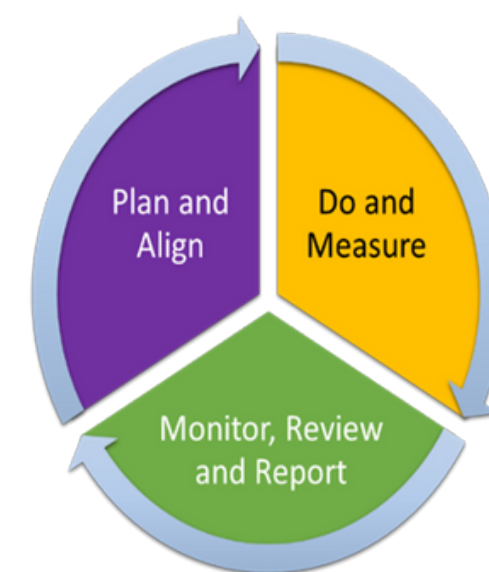 Plan and
Align
Do and
Measure
Monitor, Review
and Report